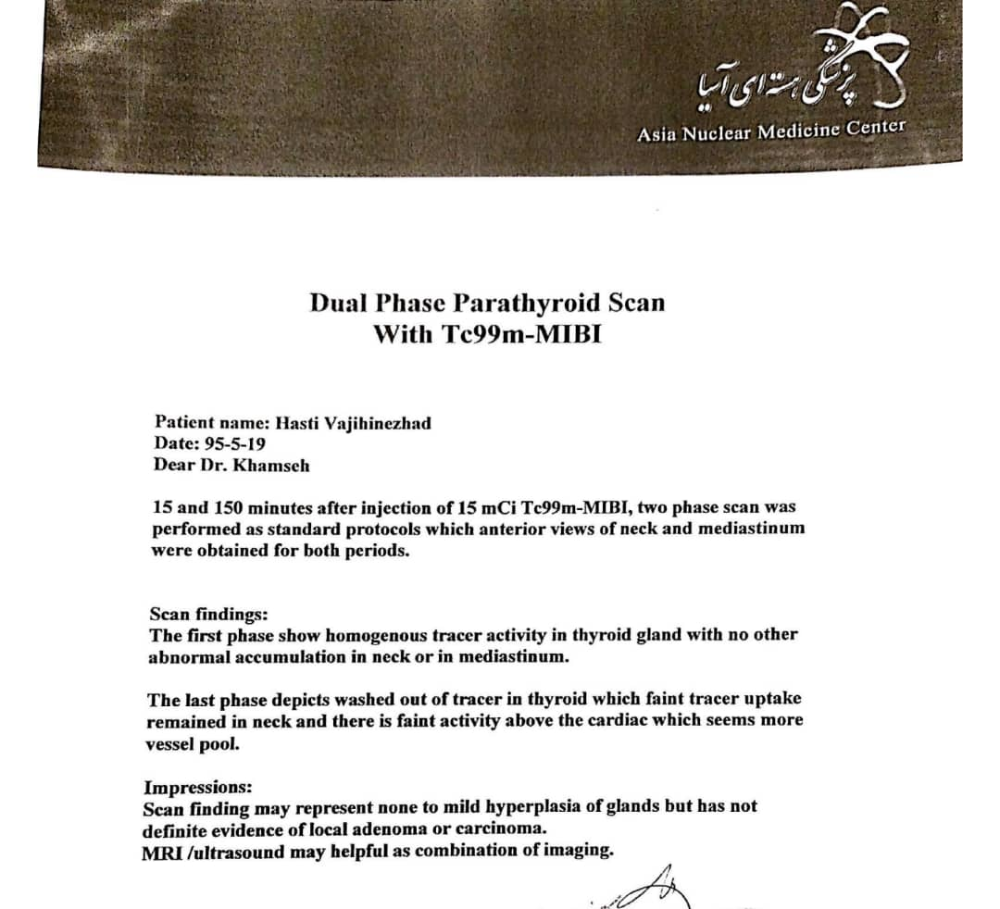 پزشکی هسته ای آسیا
Asia Nuclear Medicine Center
Dual Phase Parathyroid Scan
With Tc99m-MIBI
Patient name: Hasti Vajihinezhad
Date: 95-5-19
Dear Dr. Khamseh
15 and 150 minutes after injection of 15 mCi Tc99m-MIBI, two phase scan was
performed as standard protocols which anterior views of neck and mediastinum
were obtained for both periods.
Scan findings:
The first phase show homogenous tracer activity in thyroid gland with no other
abnormal accumulation in neck or in mediastinum.
The last phase depicts washed out of tracer in thyroid which faint tracer uptake
remained in neck and there is faint activity above the cardiac which seems more
vessel pool.
Impressions:
Scan finding may represent none to mild hyperplasia of glands but has not
definite evidence of local adenoma or carcinoma.
MRI /ultrasound may helpful as combination of imaging.